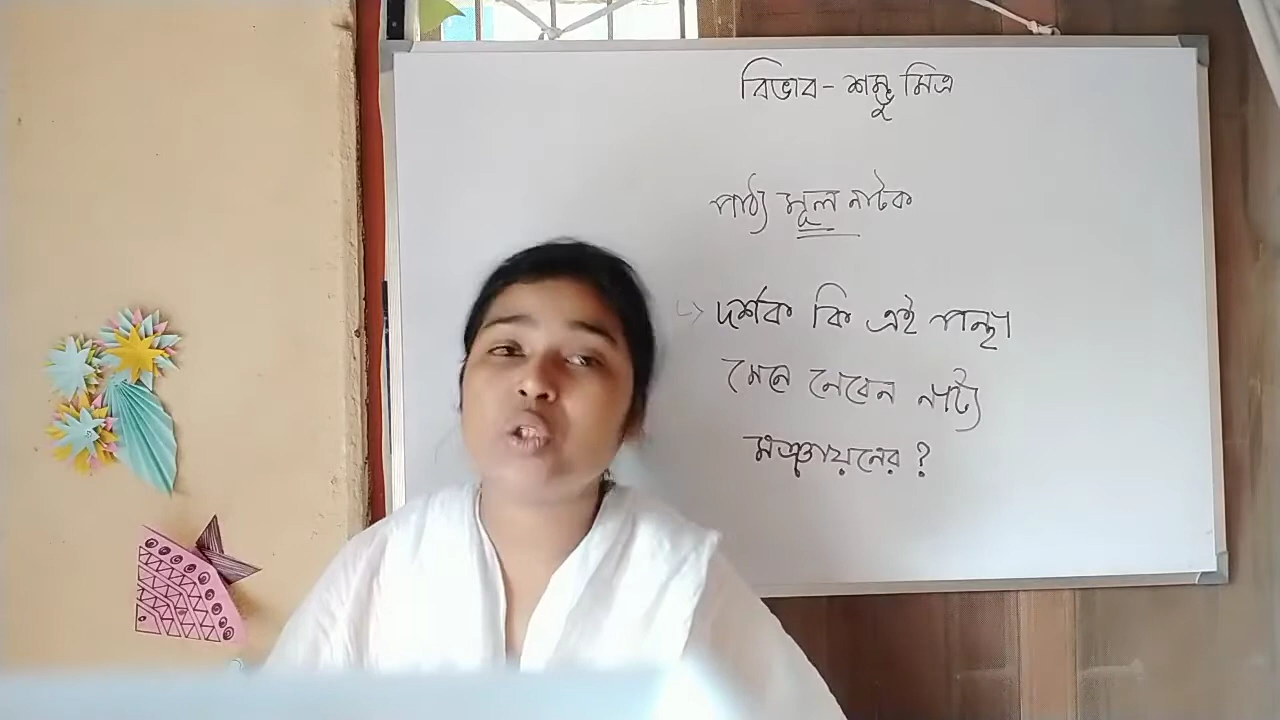 বিভাব - শম্ভু মিত্র
পাঠ্য মূল নাটক
↳ দর্শক কি এই পন্থা
মেনে নেবেন নাট্য
মঞ্চায়নের ?